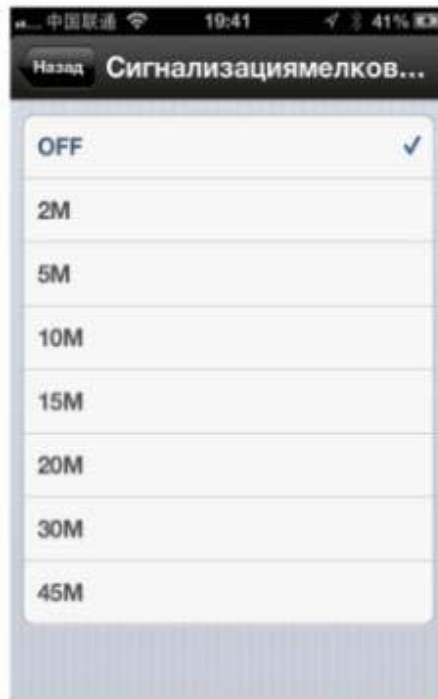 中国联通 19:41 41%
Назад Сигнализациямелков...
OFF
2M
5M
10M
15M
20M
30M
45M